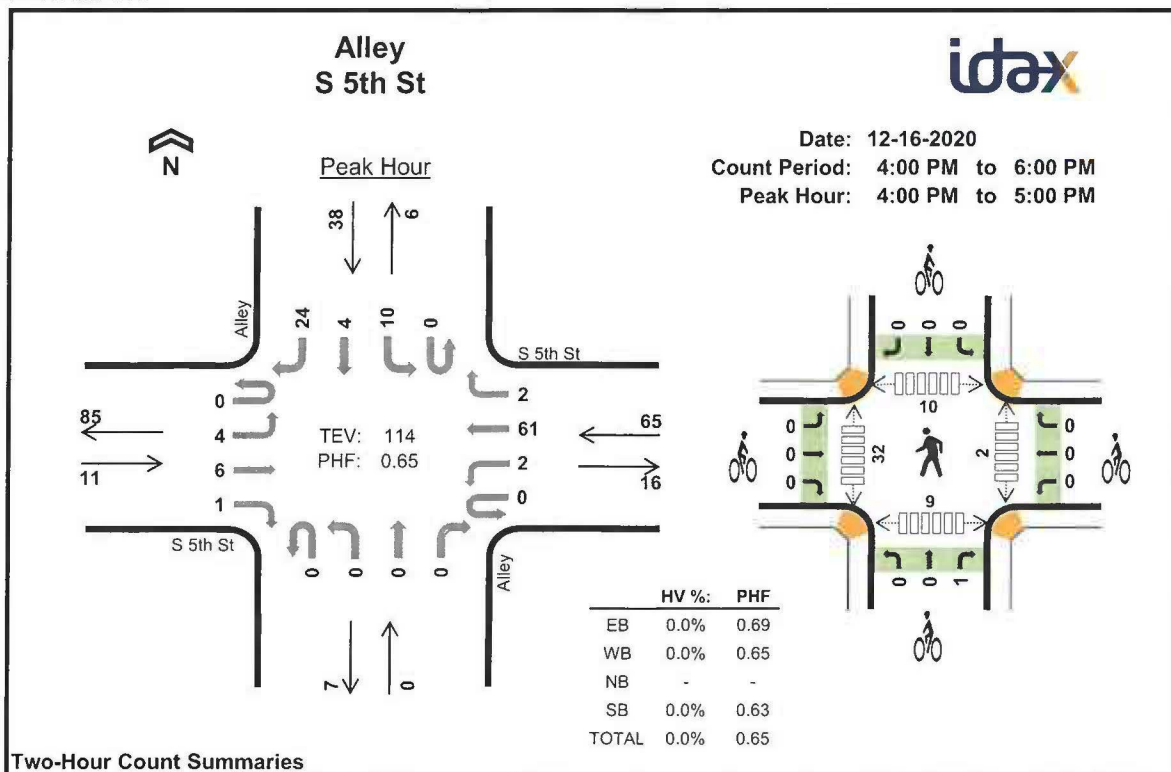 Alley
S 5th St
idax
N
Peak Hour
Date: 12-16-2020
Count Period: 4:00 PM to 6:00 PM
Peak Hour: 4:00 PM to 5:00 PM
38
6
Alley
24
4
10
0
S 5th St
0
4
6
1
85
11
TEV: 114
PHF: 0.65
2
61
2
0
65
16
S 5th St
0
0
0
0
Alley
7
0
0
0
0
10
0
0
0
32
2
0
0
0
9
0
0
1
HV %: PHF
EB 0.0% 0.69
WB 0.0% 0.65
NB - -
SB 0.0% 0.63
TOTAL 0.0% 0.65
Two-Hour Count Summaries